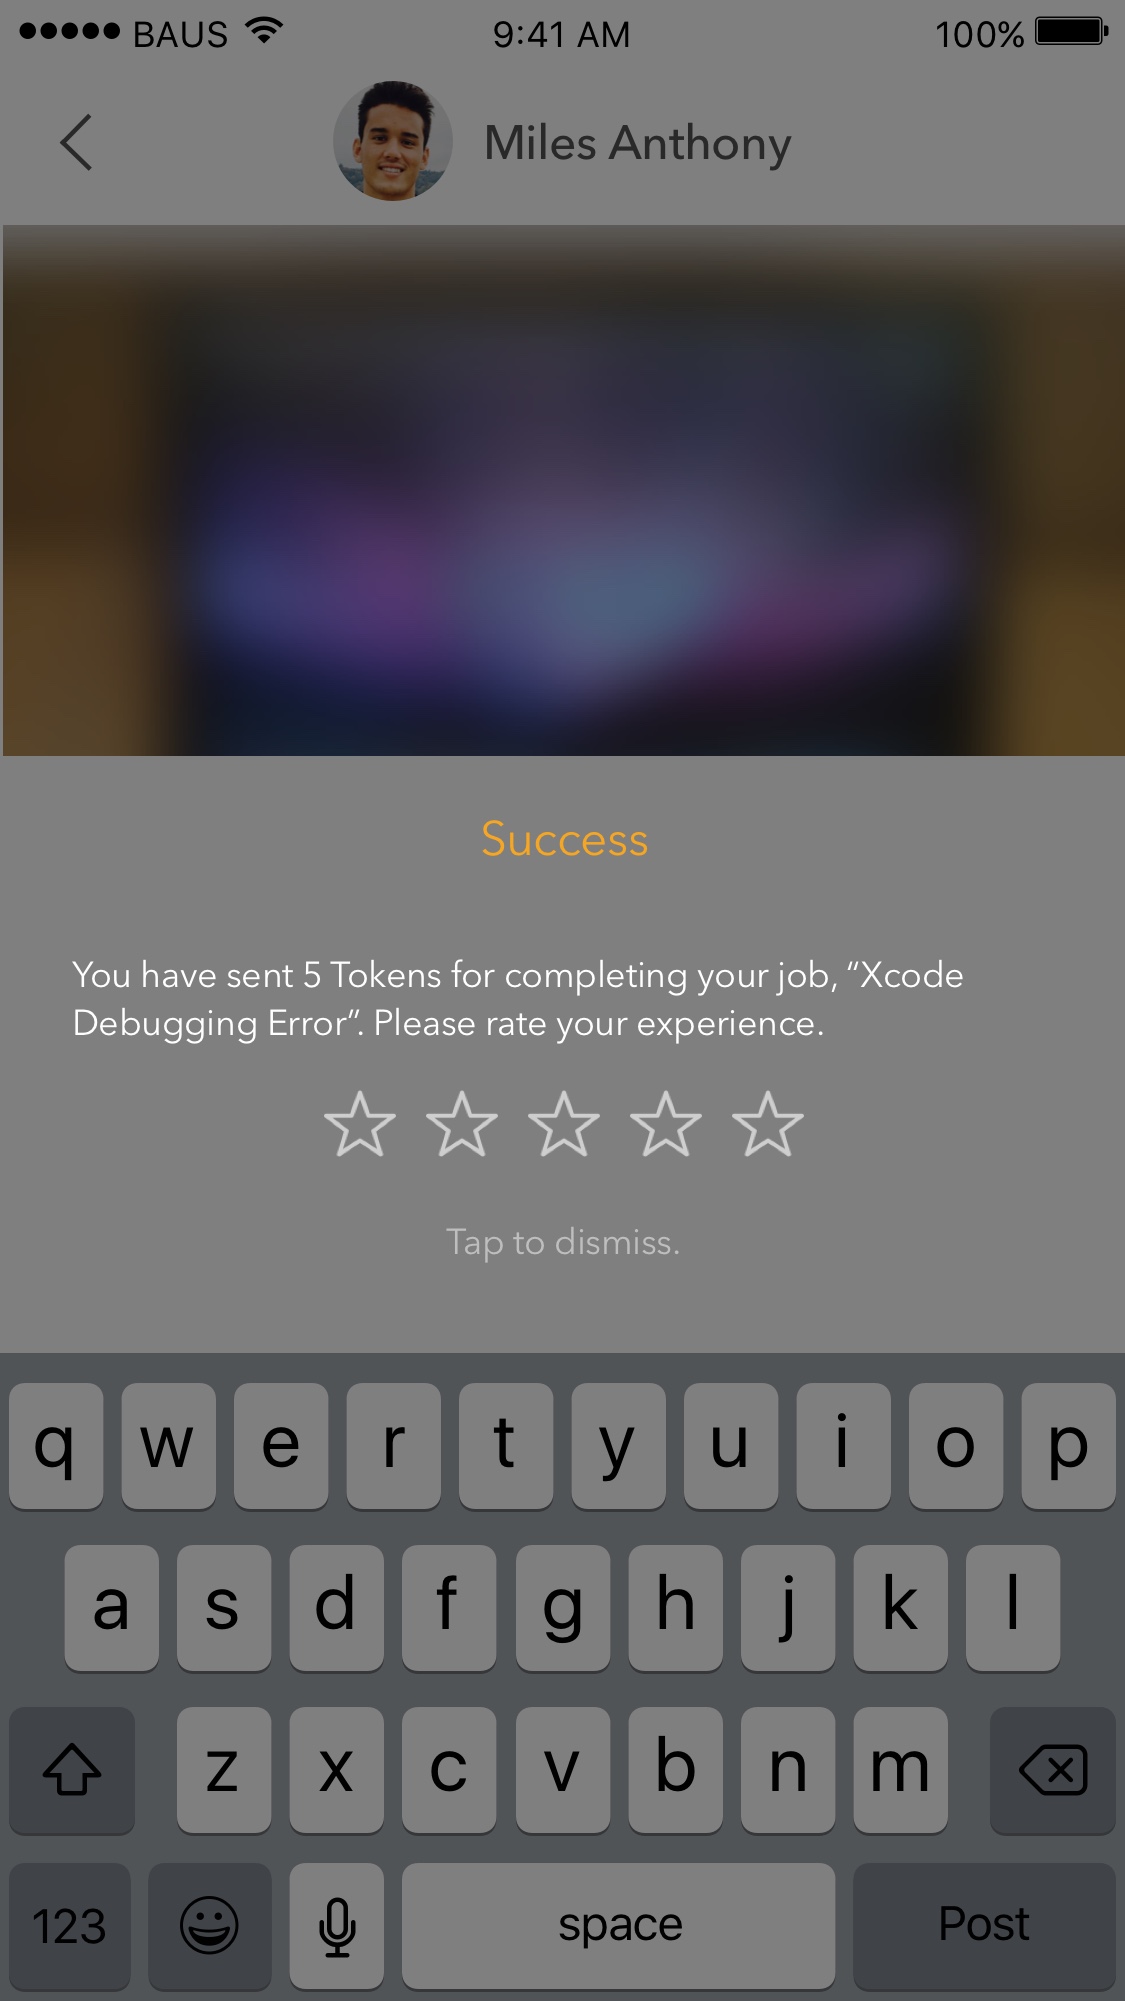 BAUS 9:41 AM 100%
Miles Anthony
Success
You have sent 5 Tokens for completing your job, “Xcode
Debugging Error”. Please rate your experience.
Tap to dismiss.
q w e r t y u i o p
a s d f g h j k l
z x c v b n m
123 space Post